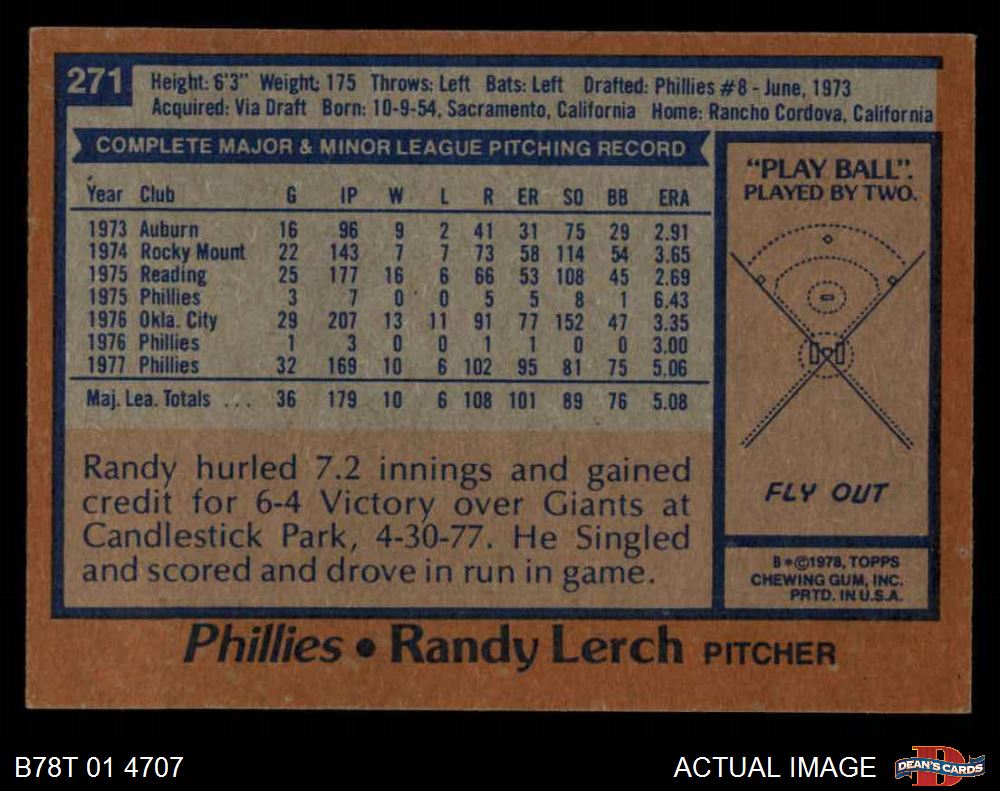 271
Height: 6'3" Weight: 175 Throws: Left Bats: Left Drafted: Phillies #8 - June, 1973
Acquired: Via Draft Born: 10-9-54, Sacramento, California Home: Rancho Cordova, California
COMPLETE MAJOR & MINOR LEAGUE PITCHING RECORD
Year Club G IP W L R ER SO BB ERA
1973 Auburn 16 96 9 2 41 31 75 29 2.91
1974 Rocky Mount 22 143 7 7 73 58 114 54 3.65
1975 Reading 25 177 16 6 66 53 108 45 2.69
1975 Phillies 3 7 0 0 5 5 8 1 6.43
1976 Okla. City 29 207 13 11 91 77 152 47 3.35
1976 Phillies 1 3 0 0 1 1 0 0 3.00
1977 Phillies 32 169 10 6 102 95 81 75 5.06
Maj. Lea. Totals ... 36 179 10 6 108 101 89 76 5.08
Randy hurled 7.2 innings and gained
credit for 6-4 Victory over Giants at
Candlestick Park, 4-30-77. He Singled
and scored and drove in run in game.
"PLAY BALL".
PLAYED BY TWO.
FLY OUT
B*©1978, TOPPS
CHEWING GUM, INC.
PRTD. IN U.S.A.
Phillies • Randy Lerch PITCHER
B78T 01 4707
ACTUAL IMAGE
DEAN'S CARDS